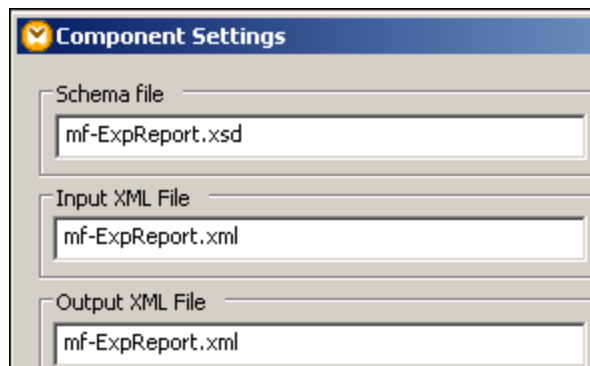 Component Settings
Schema file
mf-ExpReport.xsd
Input XML File
mf-ExpReport.xml
Output XML File
mf-ExpReport.xml